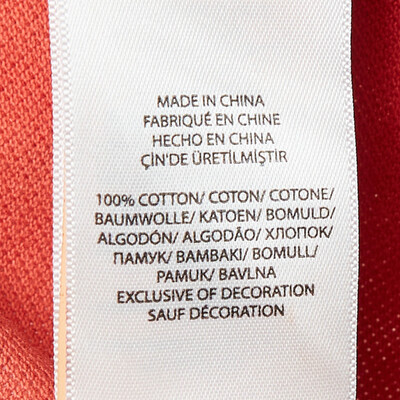 MADE IN CHINA
FABRIQUÉ EN CHINE
HECHO EN CHINA
ÇİN'DE ÜRETİLMİŞTİR
100% COTTON/ COTON/ COTONE/
BAUMWOLLE/ KATOEN/ BOMULD/
ALGODÓN/ ALGODÃO/ ХЛОПОК/
ПАМУК/ BAMBAKI/ BOMULL/
PAMUK/ BAVLNA
EXCLUSIVE OF DECORATION
SAUF DÉCORATION